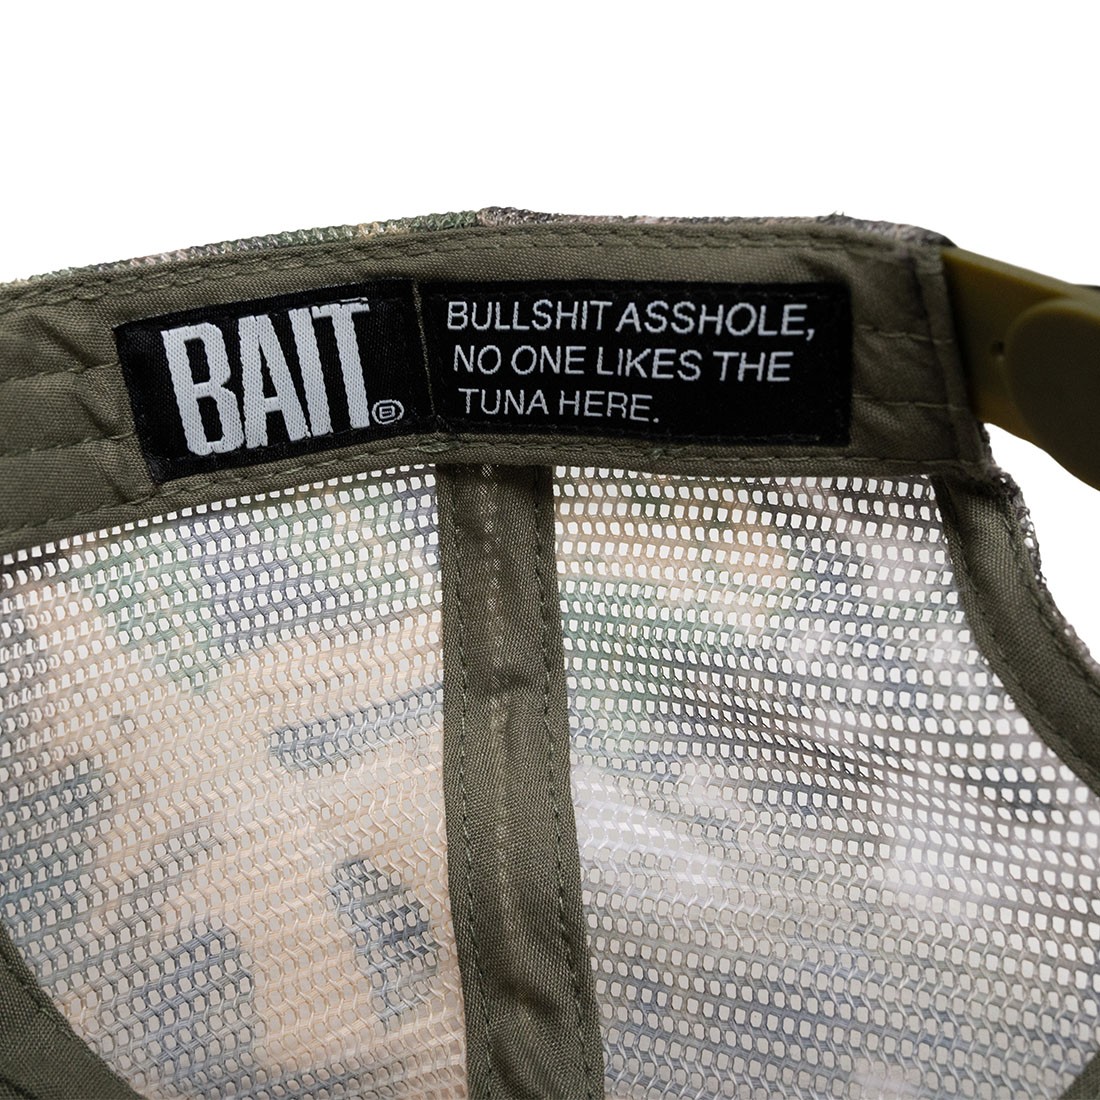 BAIT
BULLSHIT ASSHOLE,
NO ONE LIKES THE
TUNA HERE.